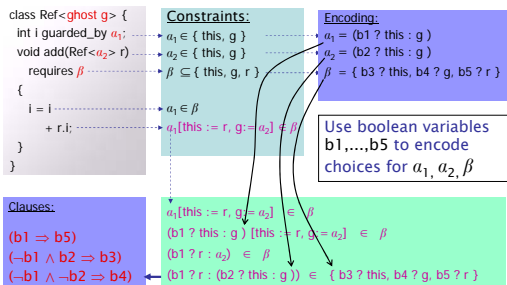 class Ref<ghost g> {
int i guarded_by α₁;
void add(Ref<α₂> r)
requires β
{
i = i
+ r.i;
}
}
Constraints:
α₁ ∈ { this, g }
α₂ ∈ { this, g }
β ⊆ { this, g, r }
α₁ ∈ β
α₁[this := r, g:= α₂] ∈ β
Encoding:
α₁ = (b1 ? this : g )
α₂ = (b2 ? this : g )
β = { b3 ? this, b4 ? g, b5 ? r }
Use boolean variables
b1,...,b5 to encode
choices for α₁, α₂, β
Clauses:
(b1 ⇒ b5)
(¬b1 ∧ b2 ⇒ b3)
(¬b1 ∧ ¬b2 ⇒ b4)
α₁[this := r, g:= α₂] ∈ β
(b1 ? this : g ) [this := r, g:= α₂] ∈ β
(b1 ? r : α₂) ∈ β
(b1 ? r : (b2 ? this : g )) ∈ { b3 ? this, b4 ? g, b5 ? r }